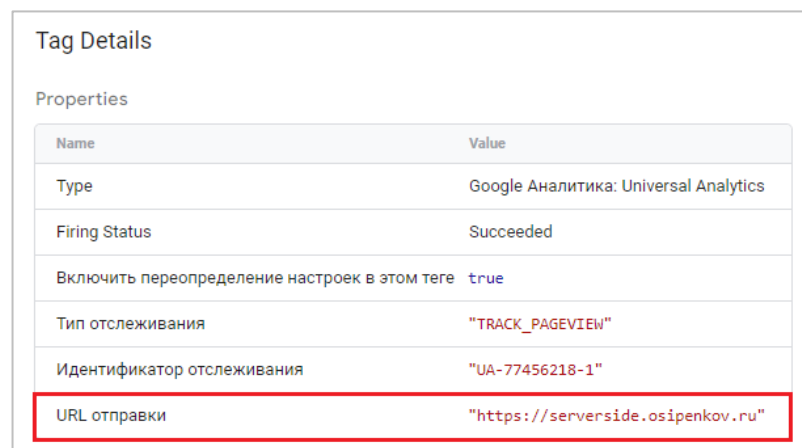 Tag Details
Properties
Name Value
Type Google Аналитика: Universal Analytics
Firing Status Succeeded
Включить переопределение настроек в этом теге true
Тип отслеживания "TRACK_PAGEVIEW"
Идентификатор отслеживания "UA-77456218-1"
URL отправки "https://serverside.osipenkov.ru"